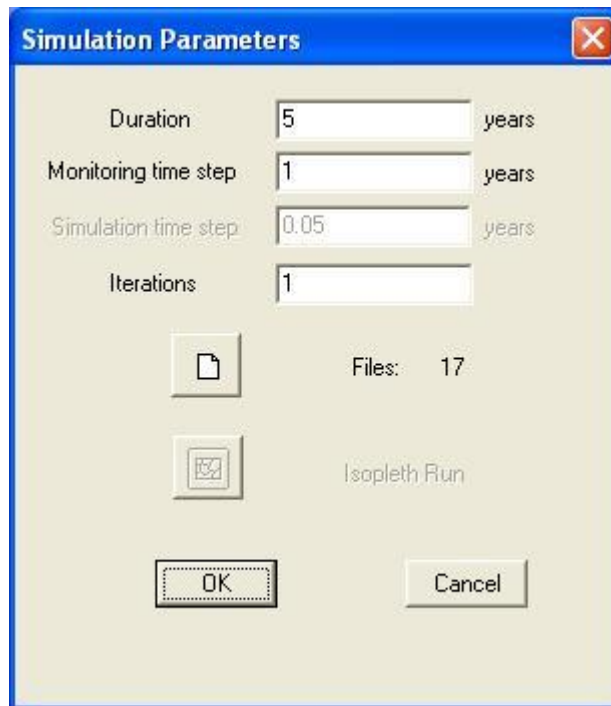 Simulation Parameters
Duration 5 years
Monitoring time step 1 years
Simulation time step 0.05 years
Iterations 1
Files: 17
Isopleth Run
OK Cancel